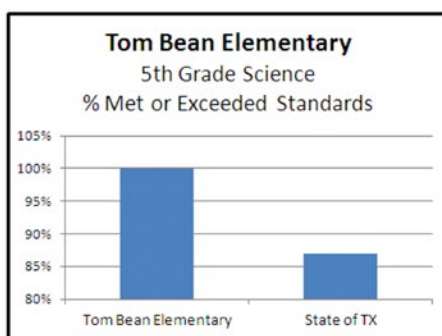 Tom Bean Elementary
5th Grade Science
% Met or Exceeded Standards
105%
100%
95%
90%
85%
80%
Tom Bean Elementary State of TX